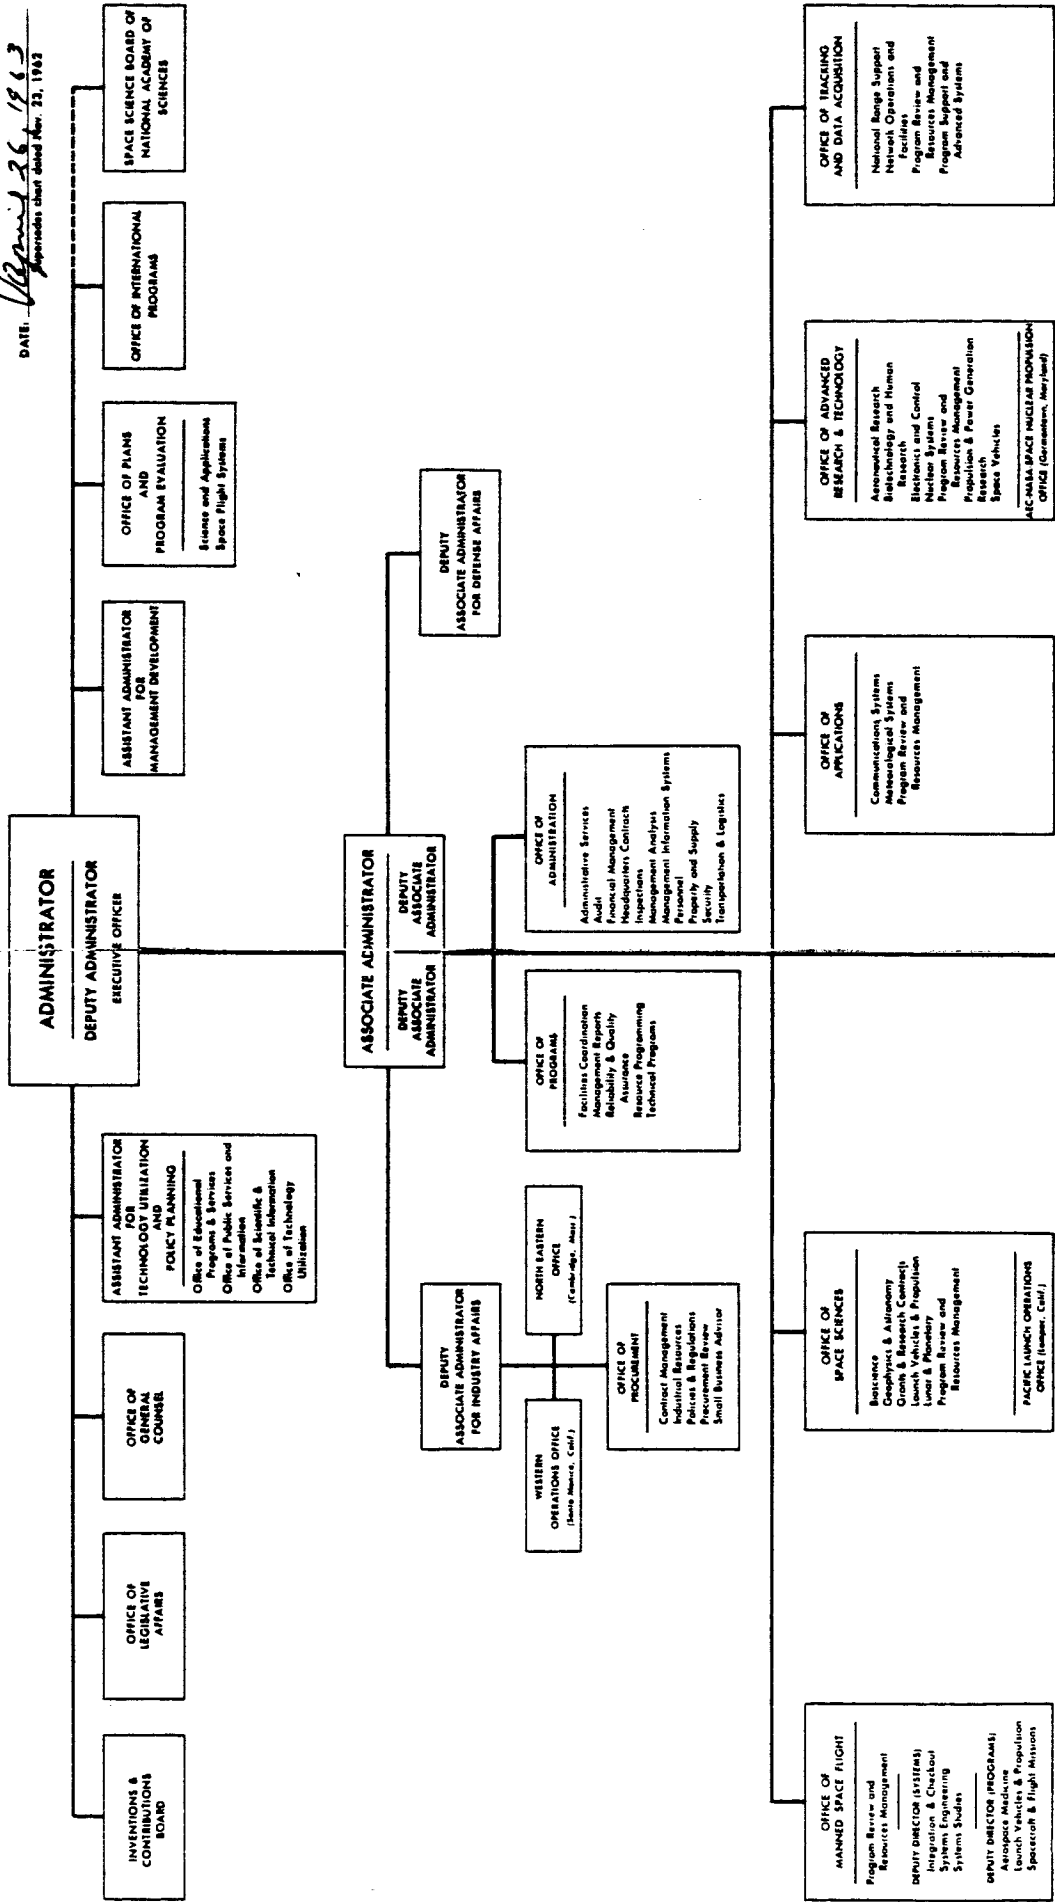 DATE: April 26, 1963
Supersedes chart dated Nov. 23, 1962
ADMINISTRATOR
DEPUTY ADMINISTRATOR
EXECUTIVE OFFICER
INVENTIONS &
CONTRIBUTIONS
BOARD
OFFICE OF
LEGISLATIVE
AFFAIRS
OFFICE OF
GENERAL
COUNSEL
ASSISTANT ADMINISTRATOR
FOR
TECHNOLOGY UTILIZATION
AND
POLICY PLANNING
Office of Educational
Programs & Services
Office of Public Services and
Information
Office of Scientific &
Technical Information
Office of Technology
Utilization
ASSISTANT ADMINISTRATOR
FOR
MANAGEMENT DEVELOPMENT
OFFICE OF PLANS
AND
PROGRAM EVALUATION
Science and Applications
Space Flight Systems
OFFICE OF INTERNATIONAL
PROGRAMS
SPACE SCIENCE BOARD OF
NATIONAL ACADEMY OF
SCIENCES
ASSOCIATE ADMINISTRATOR
DEPUTY
ASSOCIATE
ADMINISTRATOR
DEPUTY
ASSOCIATE
ADMINISTRATOR
DEPUTY
ASSOCIATE ADMINISTRATOR
FOR INDUSTRY AFFAIRS
DEPUTY
ASSOCIATE ADMINISTRATOR
FOR DEFENSE AFFAIRS
WESTERN
OPERATIONS OFFICE
(Santa Monica, Calif.)
NORTH EASTERN
OFFICE
(Cambridge, Mass.)
OFFICE OF
PROCUREMENT
Contract Management
Industrial Resources
Policies & Regulations
Procurement Review
Small Business Advisor
OFFICE OF
PROGRAMS
Facilities Coordination
Management Reports
Reliability & Quality
Assurance
Resource Programming
Technical Programs
OFFICE OF
ADMINISTRATION
Administrative Services
Audit
Financial Management
Headquarters Contracts
Inspections
Management Analysis
Management Information Systems
Personnel
Property and Supply
Security
Transportation & Logistics
OFFICE OF
MANNED SPACE FLIGHT
Program Review and
Resources Management
DEPUTY DIRECTOR (SYSTEMS)
Integration & Checkout
Systems Engineering
Systems Studies
DEPUTY DIRECTOR (PROGRAMS)
Aerospace Medicine
Launch Vehicles & Propulsion
Spacecraft & Flight Missions
OFFICE OF
SPACE SCIENCES
Bioscience
Geophysics & Astronomy
Grants & Research Contracts
Launch Vehicles & Propulsion
Lunar & Planetary
Program Review and
Resources Management
PACIFIC LAUNCH OPERATIONS
OFFICE (Lompoc, Calif.)
OFFICE OF
APPLICATIONS
Communications Systems
Meteorological Systems
Program Review and
Resources Management
OFFICE OF ADVANCED
RESEARCH & TECHNOLOGY
Aeronautical Research
Biotechnology and Human
Research
Electronics and Control
Nuclear Systems
Program Review and
Resources Management
Propulsion & Power Generation
Research
Space Vehicles
AEC-NASA SPACE NUCLEAR PROPULSION
OFFICE (Germantown, Maryland)
OFFICE OF TRACKING
AND DATA ACQUISITION
National Range Support
Network Operations and
Facilities
Program Review and
Resources Management
Program Support and
Advanced Systems